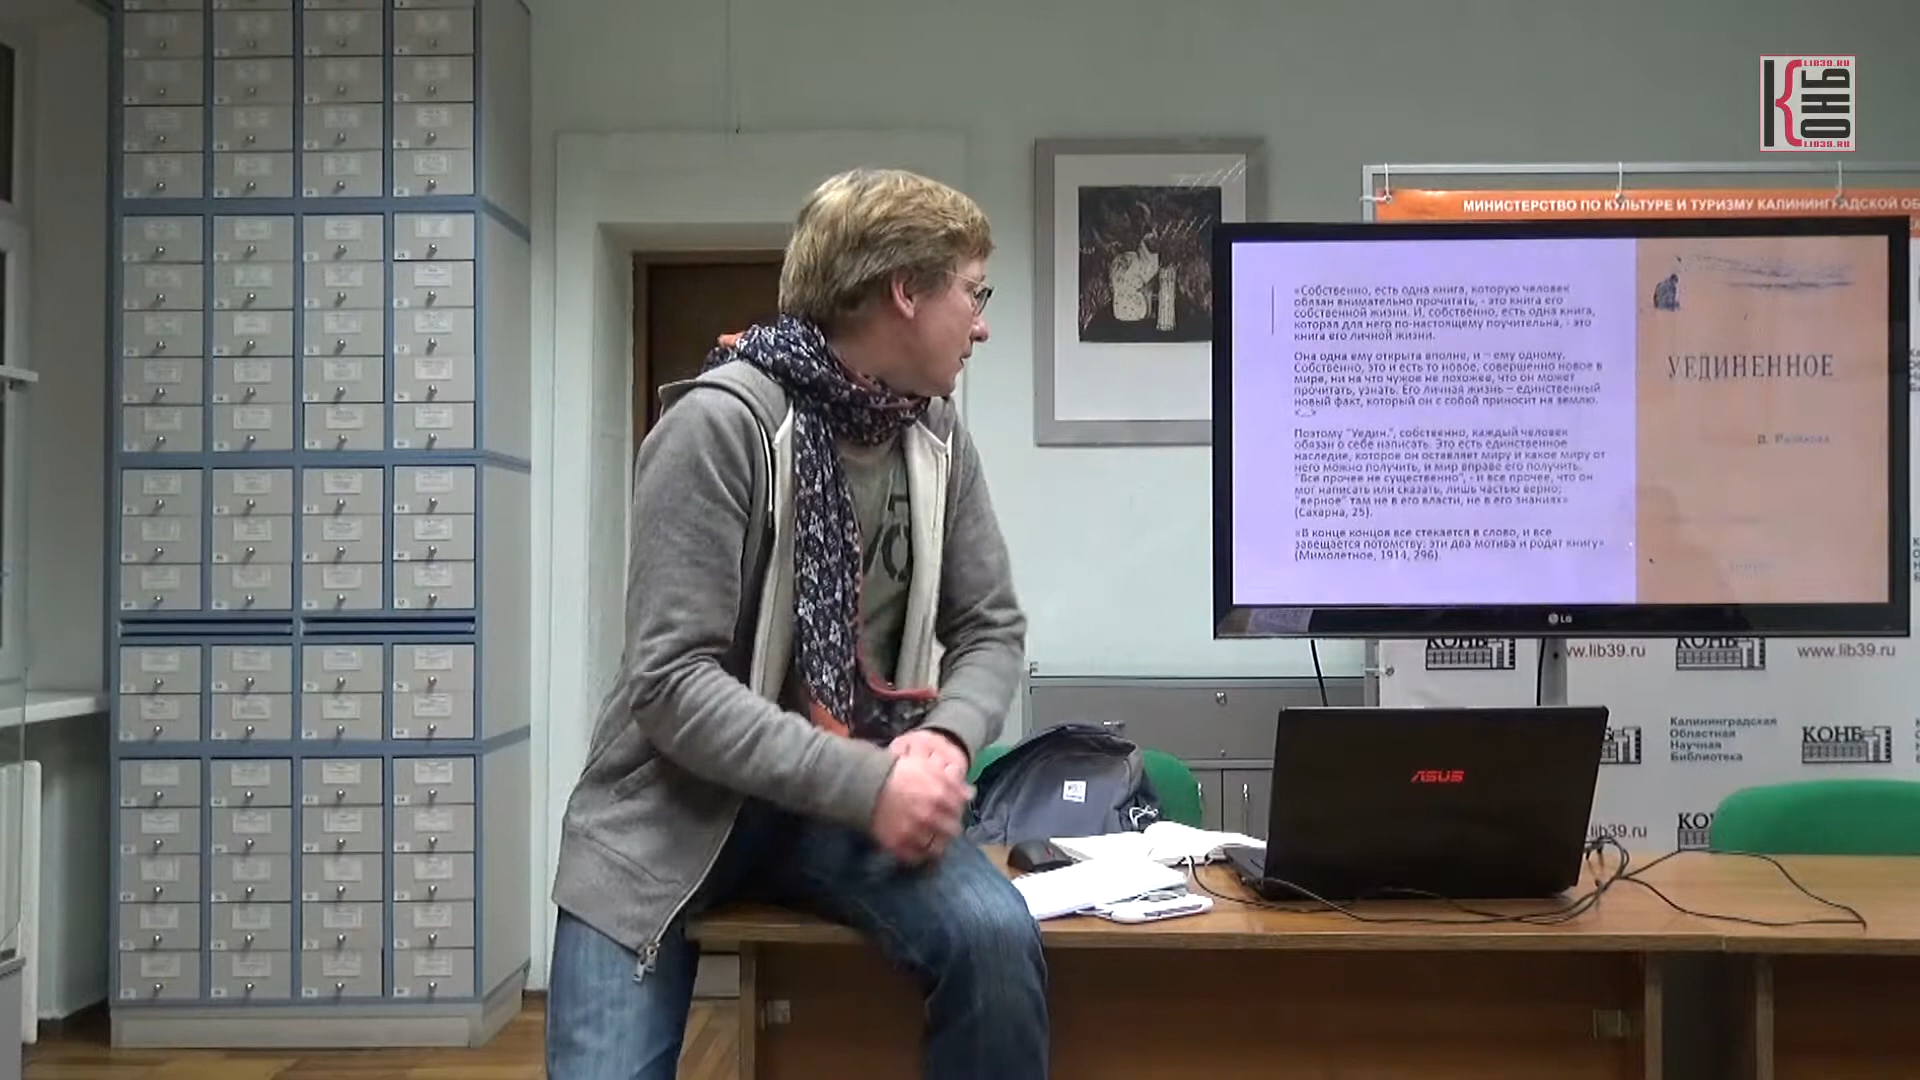 LIB39.RU
КОНБ
LIB39.RU
МИНИСТЕРСТВО ПО КУЛЬТУРЕ И ТУРИЗМУ КАЛИНИНГРАДСКОЙ ОБ
«Собственно, есть одна книга, которую человек
обязан внимательно прочитать, - это книга его
собственной жизни. И, собственно, есть одна книга,
которая для него по-настоящему поучительна, - это
книга его личной жизни.
Она одна ему открыта вполне, и – ему одному.
Собственно, это и есть то новое, совершенно новое в
мире, ни на что чужое не похожее, что он может
прочитать, узнать. Его личная жизнь – единственный
новый факт, который он с собой приносит на землю.
<...>
Поэтому "Уедин.", собственно, каждый человек
обязан о себе написать. Это есть единственное
наследие, которое он оставляет миру и какое миру от
него можно получить, и мир вправе его получить.
"Все прочее не существенно", - и все прочее, что он
мог написать или сказать, лишь частью верно;
"верное" там не в его власти, не в его знаниях»
(Сахарна, 25).
«В конце концов все стекается в слово, и все
завещается потомству: эти два мотива и родят книгу»
(Мимолетное, 1914, 296).
УЕДИНЕННОЕ
В. Розанова
LG
КОНБ
ww.lib39.ru
КОНБ
www.lib39.ru
КОНБ
Калининградская
Областная
Научная
Библиотека
КОНБ
.lib39.ru
КО
ASUS